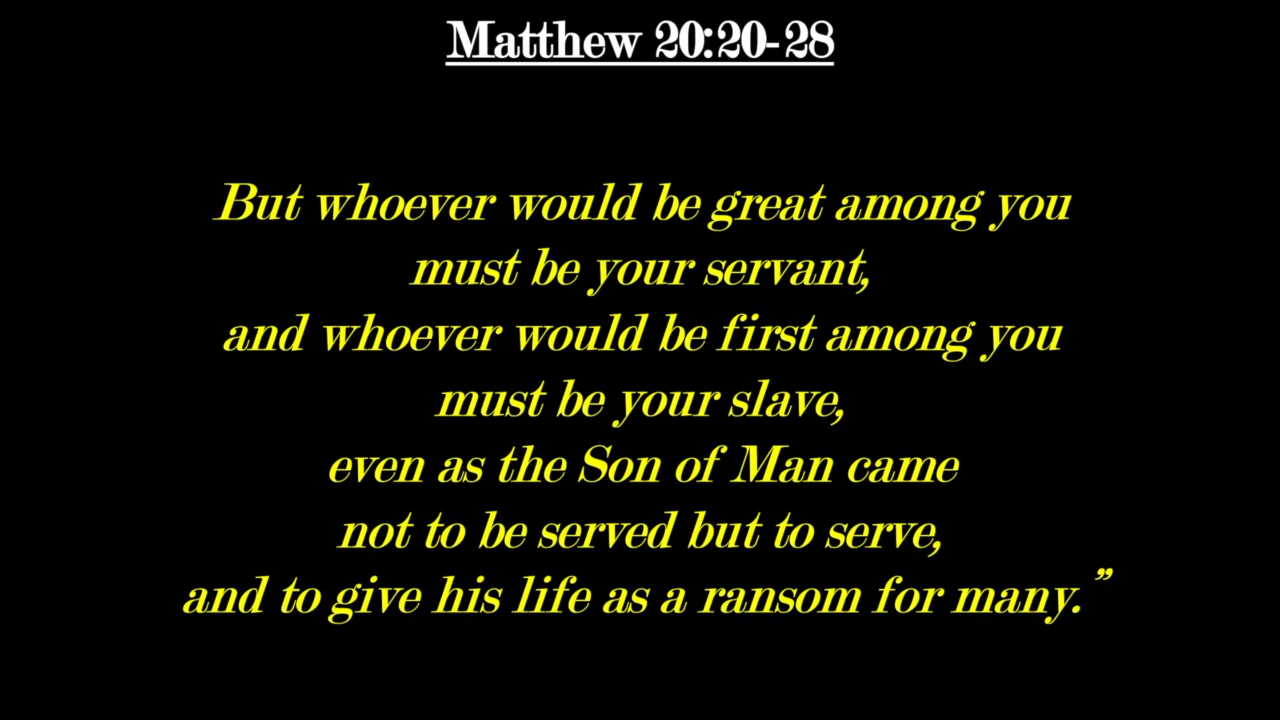 Matthew 20:20-28
But whoever would be great among you
must be your servant,
and whoever would be first among you
must be your slave,
even as the Son of Man came
not to be served but to serve,
and to give his life as a ransom for many.”